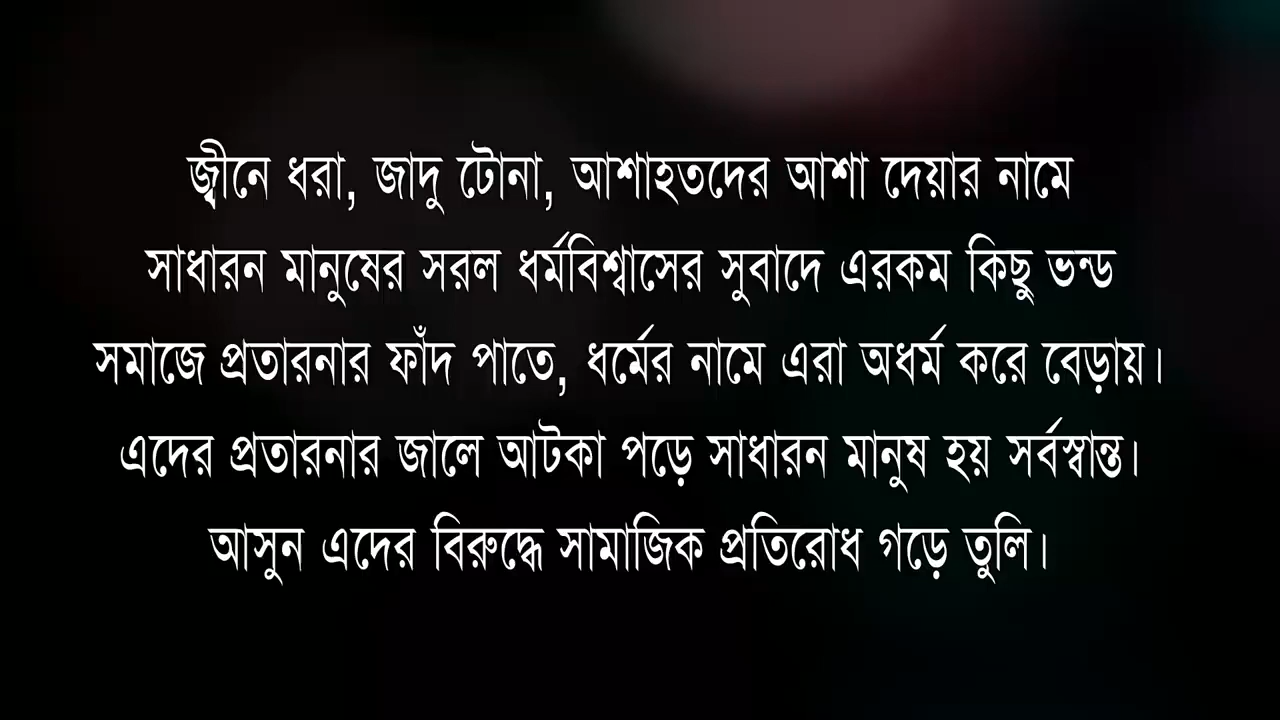 জ্বীনে ধরা, জাদু টোনা, আশাহতদের আশা দেয়ার নামে
সাধারন মানুষের সরল ধর্মবিশ্বাসের সুবাদে এরকম কিছু ভন্ড
সমাজে প্রতারনার ফাঁদ পাতে, ধর্মের নামে এরা অধর্ম করে বেড়ায়।
এদের প্রতারনার জালে আটকা পড়ে সাধারন মানুষ হয় সর্বস্বান্ত।
আসুন এদের বিরুদ্ধে সামাজিক প্রতিরোধ গড়ে তুলি।